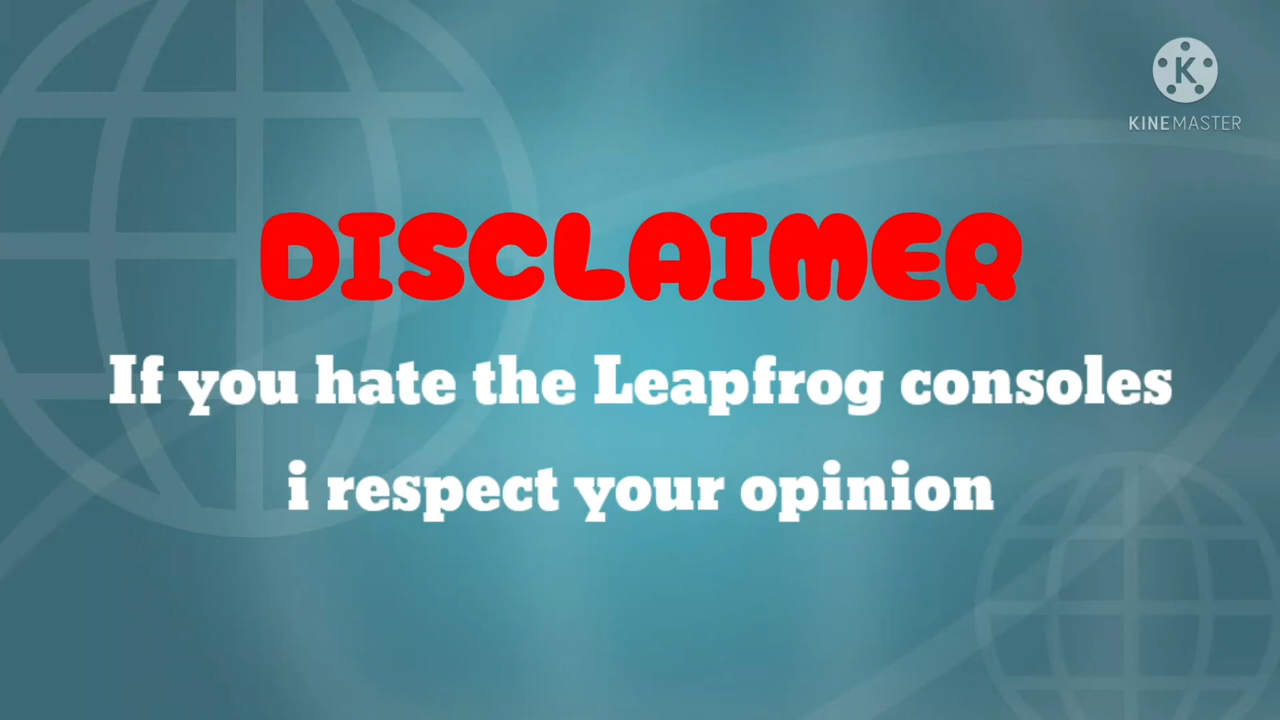 K
KINEMASTER
DISCLAIMER
If you hate the Leapfrog consoles
i respect your opinion